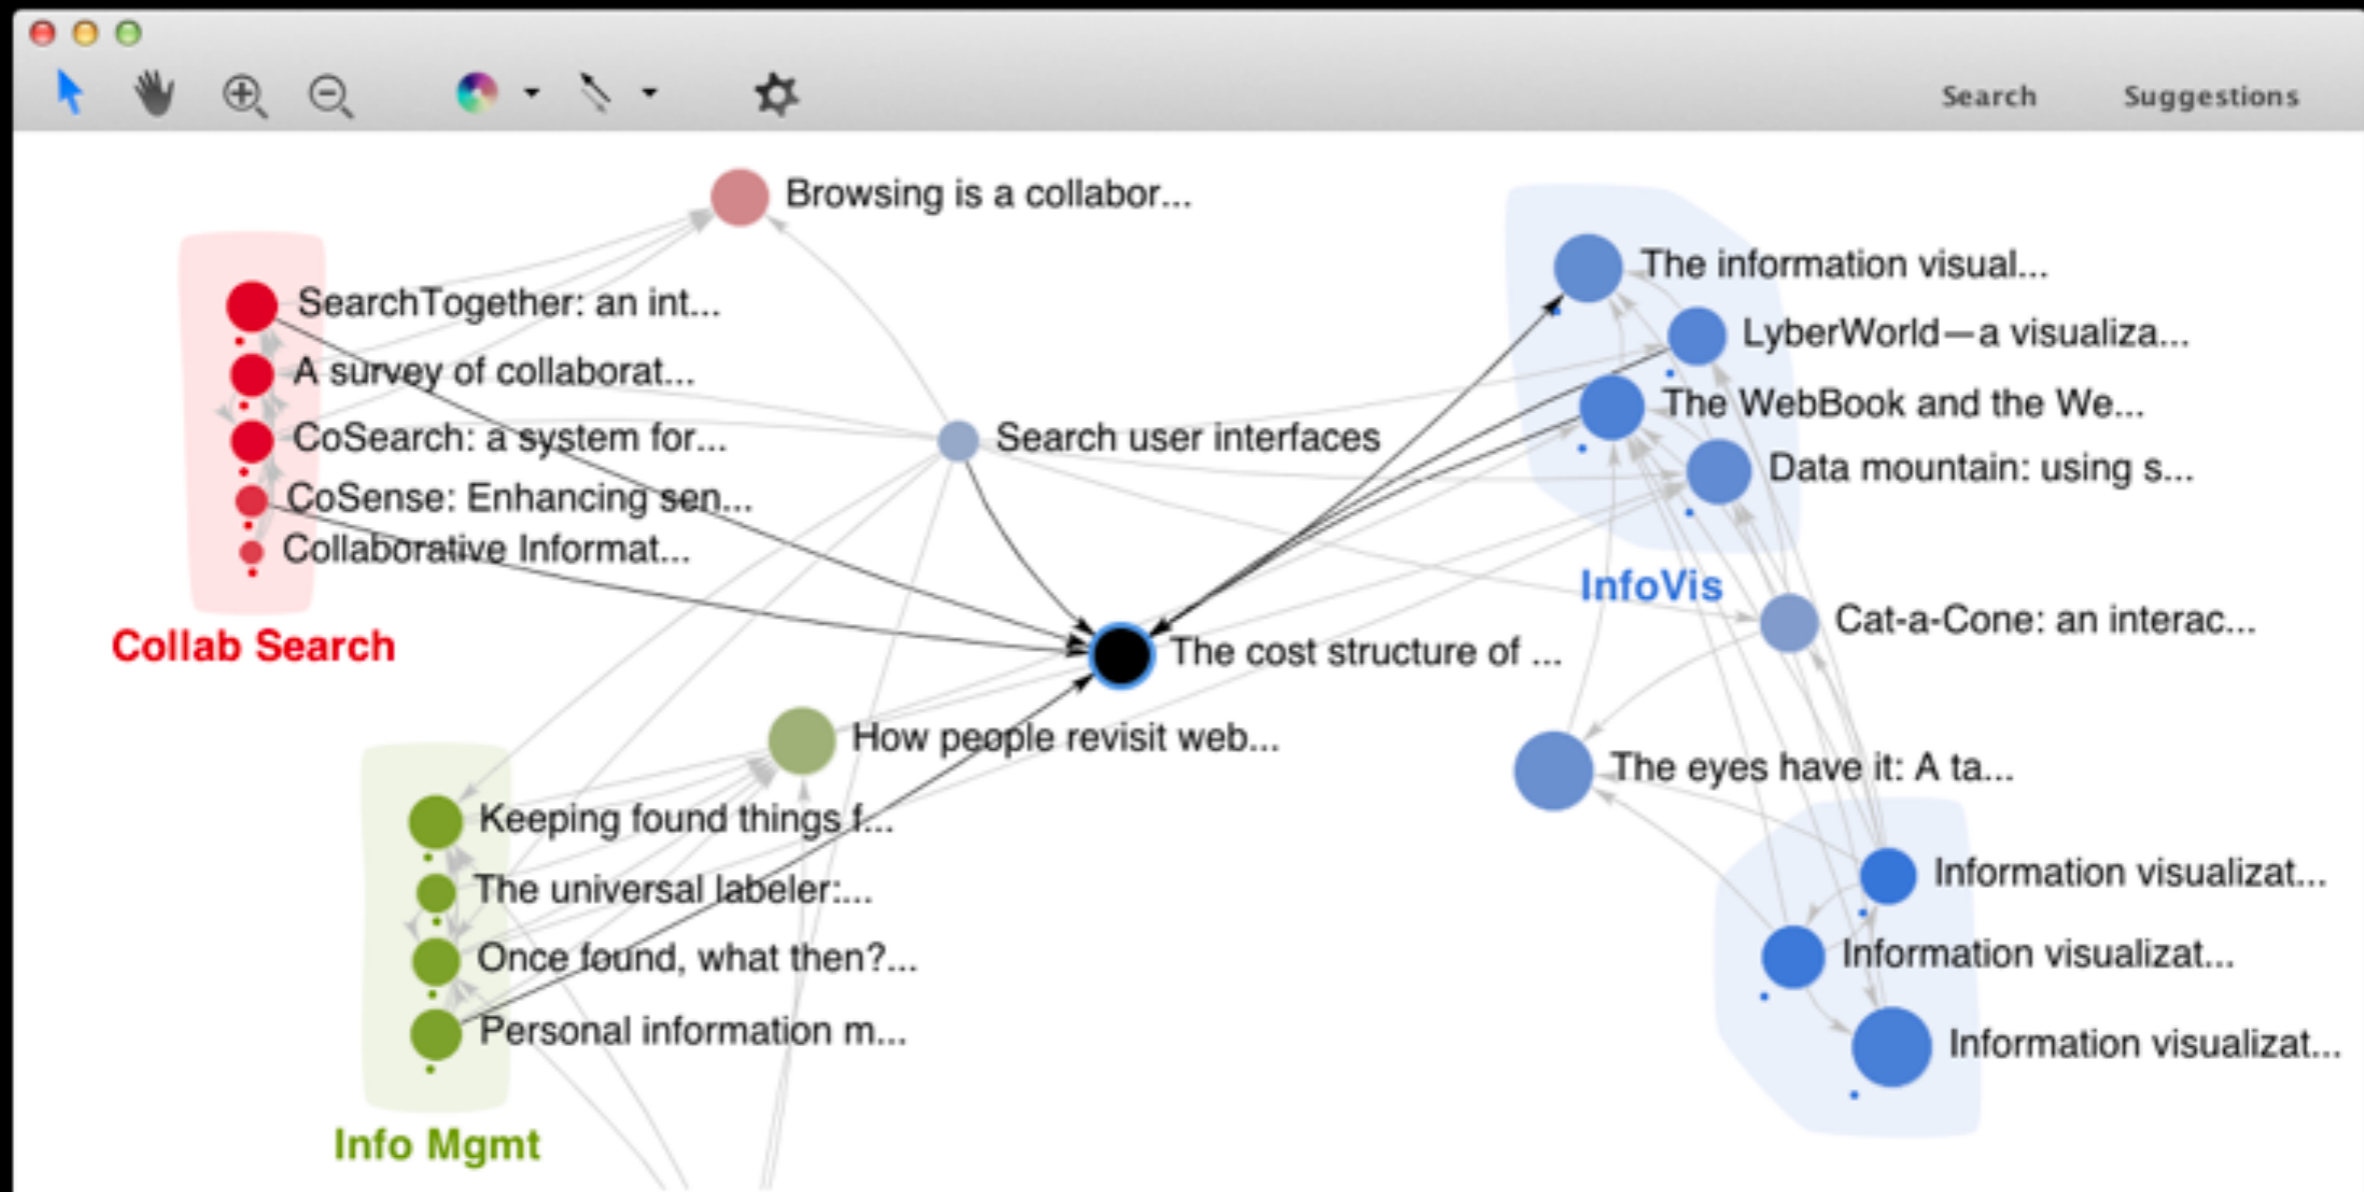 Search
Suggestions
Browsing is a collabor...
SearchTogether: an int...
A survey of collaborat...
CoSearch: a system for...
CoSense: Enhancing sen...
Collaborative Informat...
Collab Search
Search user interfaces
The information visual...
LyberWorld—a visualiza...
The WebBook and the We...
Data mountain: using s...
InfoVis
Cat-a-Cone: an interac...
The cost structure of ...
How people revisit web...
The eyes have it: A ta...
Keeping found things f...
The universal labeler:...
Once found, what then?...
Personal information m...
Info Mgmt
Information visualizat...
Information visualizat...
Information visualizat...